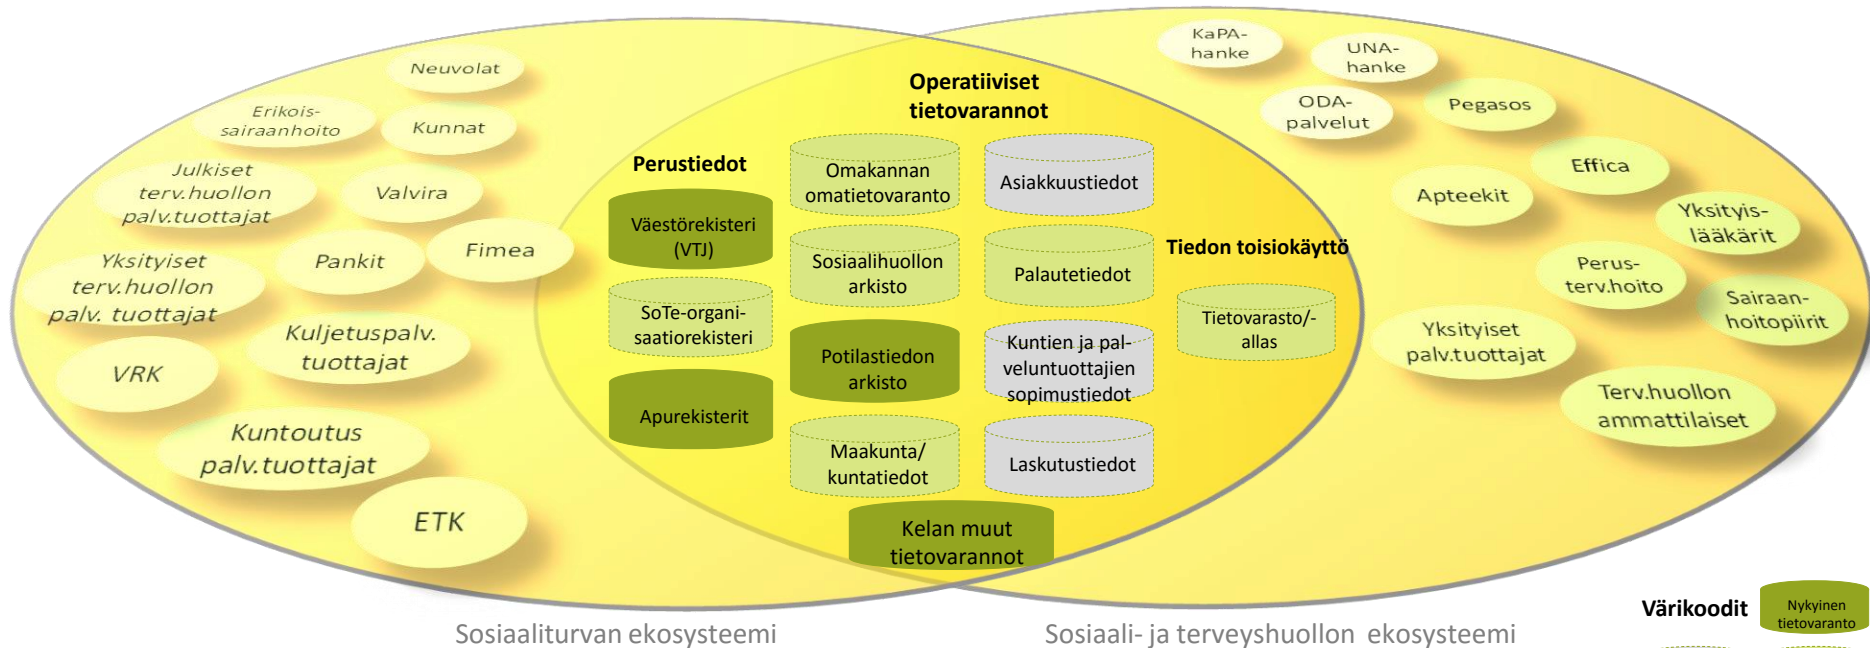 Neuvolat
Erikois-
sairaanhoito
Kunnat
Julkiset
terv.huollon
palv.tuottajat
Valvira
Yksityiset
terv.huollon
palv. tuottajat
Pankit
Fimea
Kuljetuspalv.
tuottajat
VRK
Kuntoutus
palv.tuottajat
ETK
Perustiedot
Väestörekisteri
(VTJ)
SoTe-organi-
saatiorekisteri
Apurekisterit
Operatiiviset
tietovarannot
Omakannan
omatietovaranto
Asiakkuustiedot
Sosiaalihuollon
arkisto
Palautetiedot
Potilastiedon
arkisto
Kuntien ja pal-
veluntuottajien
sopimustiedot
Maakunta/
kuntatiedot
Laskutustiedot
Kelan muut
tietovarannot
Tiedon toisiokäyttö
Tietovarasto/-
allas
KaPA-
hanke
UNA-
hanke
ODA-
palvelut
Pegasos
Effica
Apteekit
Yksityis-
lääkärit
Perus-
terv.hoito
Sairaan-
hoitopiirit
Yksityiset
palv.tuottajat
Terv.huollon
ammattilaiset
Sosiaaliturvan ekosysteemi
Sosiaali- ja terveyshuollon ekosysteemi
Värikoodit
Nykyinen
tietovaranto